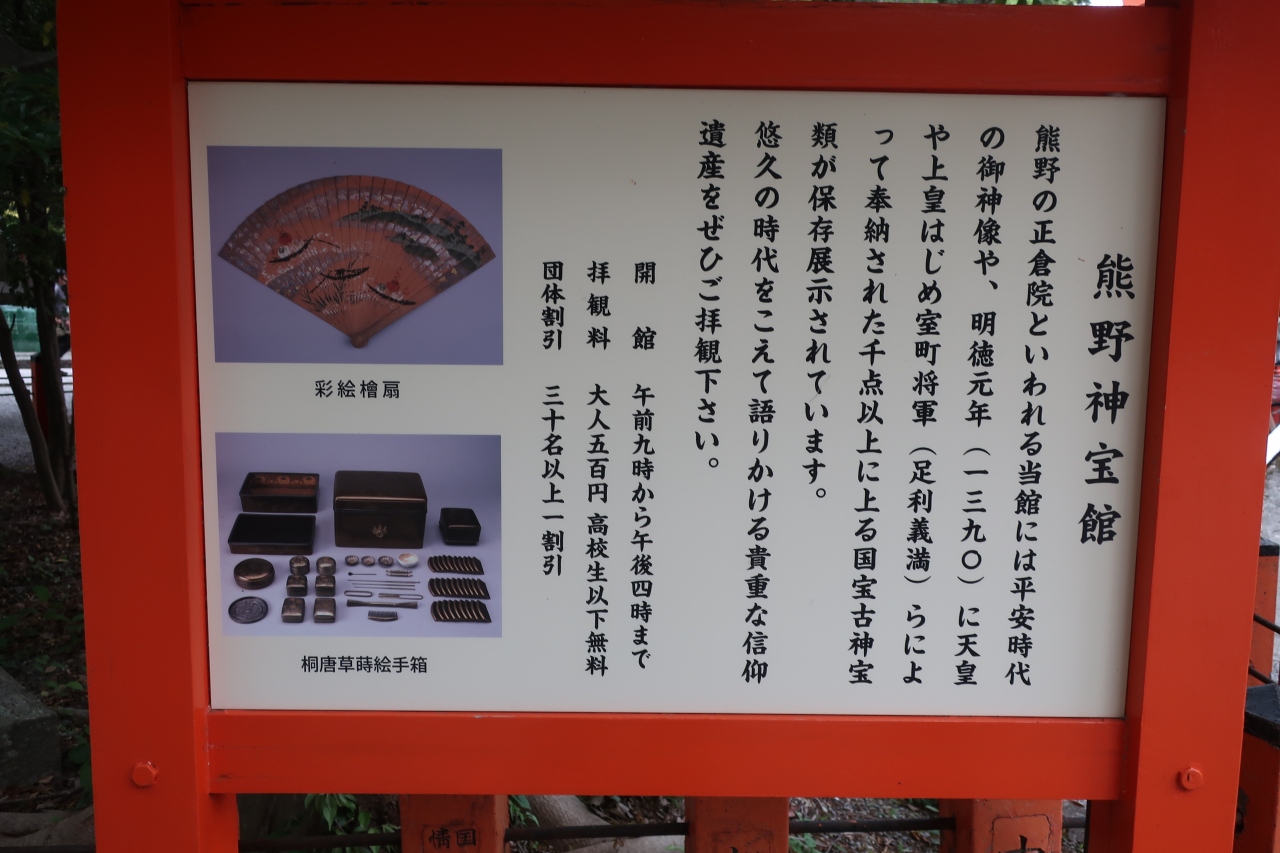 熊野神宝館
熊野の正倉院といわれる当館には平安時代
の御神像や、明徳元年（一三九〇）に天皇
や上皇はじめ室町将軍（足利義満）らによ
って奉納された千点以上に上る国宝古神宝
類が保存展示されています。
悠久の時代をこえて語りかける貴重な信仰
遺産をぜひご拝観下さい。
開館 午前九時から午後四時まで
拝観料 大人五百円 高校生以下無料
団体割引 三十名以上一割引
彩絵檜扇
桐唐草蒔絵手箱